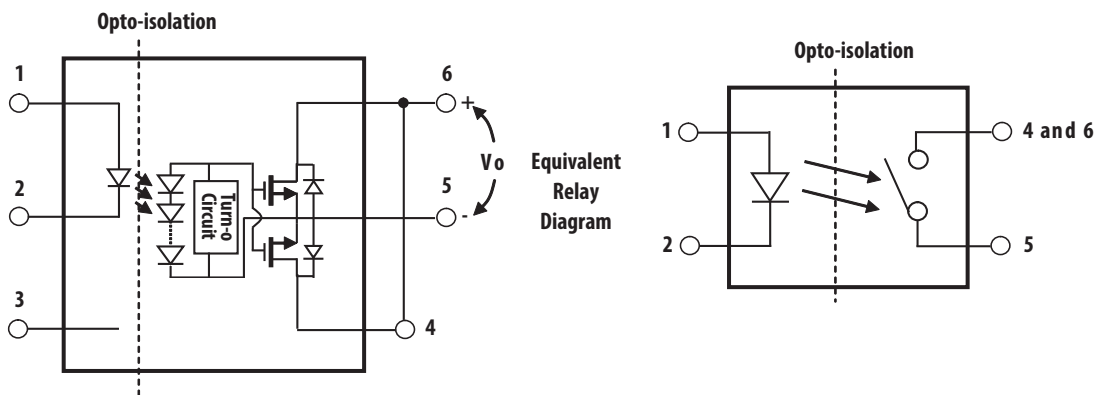 Opto-isolation
1
2
3
Turn-o
Circuit
6
+
Vo
5
-
4
Equivalent
Relay
Diagram
Opto-isolation
1
2
4 and 6
5